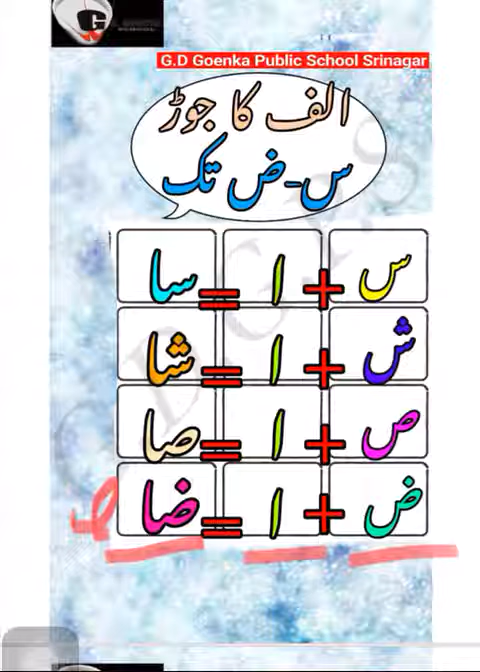 G.D Goenka Public School Srinagar
الف کا جوڑ
س-ض تک
س + ا = سا
ش + ا = شا
ص + ا = صا
ض + ا = ضا